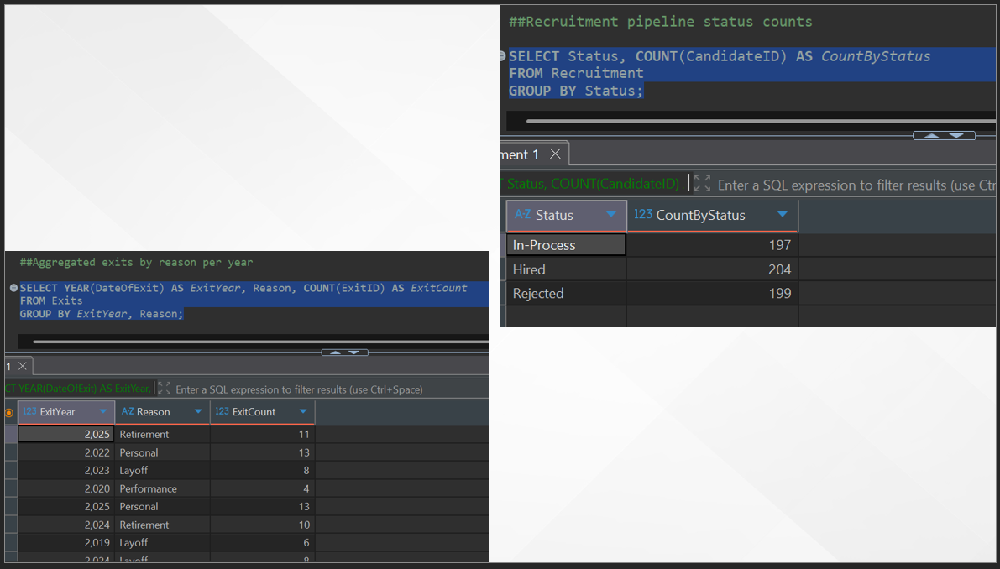 ##Recruitment pipeline status counts
SELECT Status, COUNT(CandidateID) AS CountByStatus
FROM Recruitment
GROUP BY Status;
ment 1
Status, COUNT(CandidateID)
Enter a SQL expression to filter results (use Ctr
A-Z Status 123 CountByStatus
In-Process 197
Hired 204
Rejected 199
##Aggregated exits by reason per year
SELECT YEAR(DateOfExit) AS ExitYear, Reason, COUNT(ExitID) AS ExitCount
FROM Exits
GROUP BY ExitYear, Reason;
1
CT YEAR(DateOfExit) AS ExitYear,
Enter a SQL expression to filter results (use Ctrl+Space)
123 ExitYear A-Z Reason 123 ExitCount
2,025 Retirement 11
2,022 Personal 13
2,023 Layoff 8
2,020 Performance 4
2,025 Personal 13
2,024 Retirement 10
2,019 Layoff 6
2,024 Layoff 8